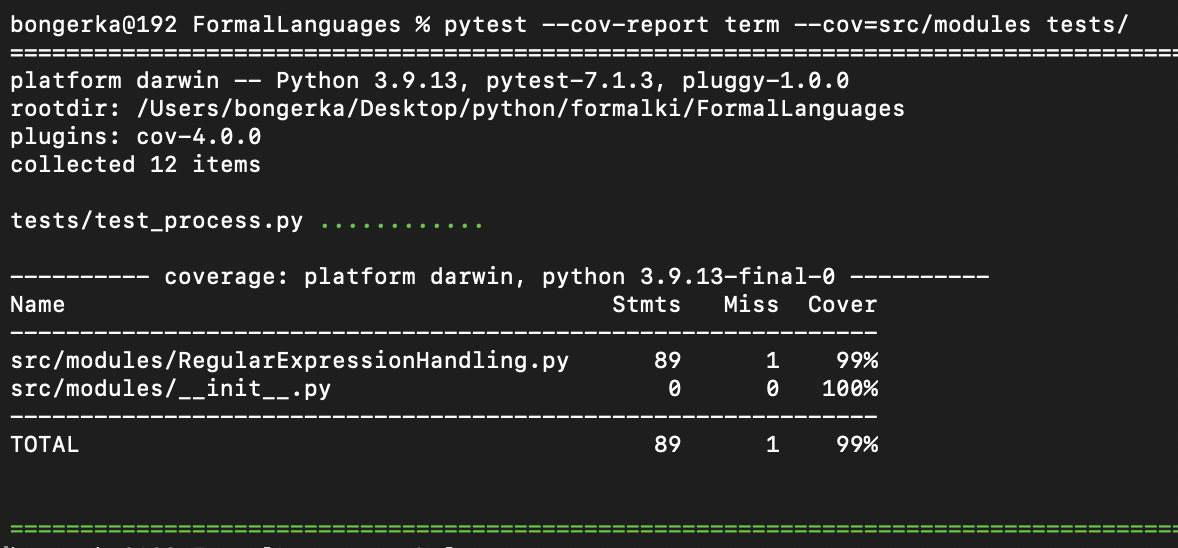 bongerka@192 FormalLanguages % pytest --cov-report term --cov=src/modules tests/
==================================================================================
platform darwin -- Python 3.9.13, pytest-7.1.3, pluggy-1.0.0
rootdir: /Users/bongerka/Desktop/python/formalki/FormalLanguages
plugins: cov-4.0.0
collected 12 items
tests/test_process.py ............
---------- coverage: platform darwin, python 3.9.13-final-0 ----------
Name                                       Stmts   Miss  Cover
--------------------------------------------------------------
src/modules/RegularExpressionHandling.py      89      1    99%
src/modules/__init__.py                        0      0   100%
--------------------------------------------------------------
TOTAL                                         89      1    99%
==================================================================================